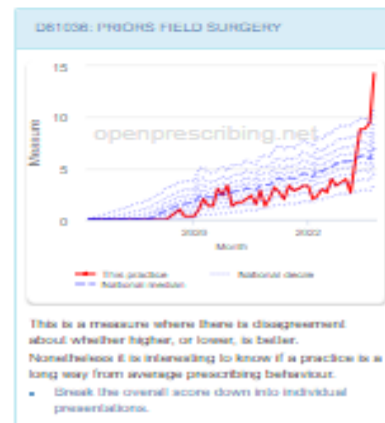 D81036: PRIORS FIELD SURGERY
15
openprescribing.net
10
Measure
5
0
2020
2022
Month
This practice
National decile
National median
This is a measure where there is disagreement
about whether higher, or lower, is better.
Nonetheless it is interesting to know if a practice is a
long way from average prescribing behaviour.
Break the overall score down into individual
presentations.